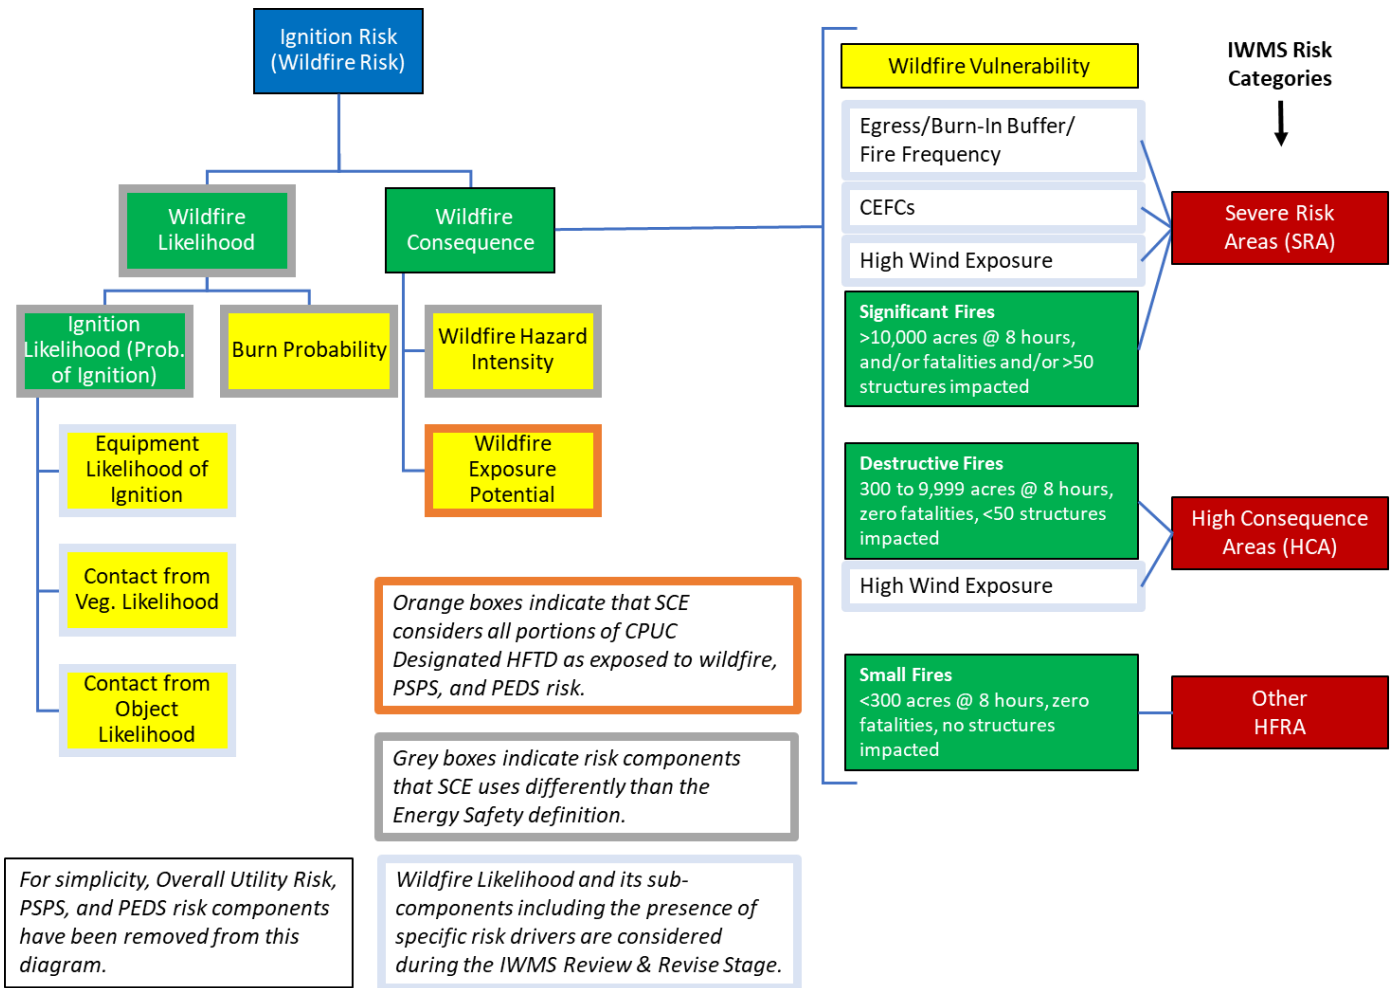 Ignition Risk
(Wildfire Risk)
Wildfire
Likelihood
Wildfire
Consequence
Ignition
Likelihood (Prob.
of Ignition)
Burn Probability
Wildfire Hazard
Intensity
Equipment
Likelihood of
Ignition
Wildfire
Exposure
Potential
Contact from
Veg. Likelihood
Contact from
Object
Likelihood
Orange boxes indicate that SCE
considers all portions of CPUC
Designated HFTD as exposed to wildfire,
PSPS, and PEDS risk.
Grey boxes indicate risk components
that SCE uses differently than the
Energy Safety definition.
For simplicity, Overall Utility Risk,
PSPS, and PEDS risk components
have been removed from this
diagram.
Wildfire Likelihood and its sub-
components including the presence of
specific risk drivers are considered
during the IWMS Review & Revise Stage.
Wildfire Vulnerability
Egress/Burn-In Buffer/
Fire Frequency
CEFCs
High Wind Exposure
Significant Fires
>10,000 acres @ 8 hours,
and/or fatalities and/or >50
structures impacted
Destructive Fires
300 to 9,999 acres @ 8 hours,
zero fatalities, <50 structures
impacted
High Wind Exposure
Small Fires
<300 acres @ 8 hours, zero
fatalities, no structures
impacted
IWMS Risk
Categories
Severe Risk
Areas (SRA)
High Consequence
Areas (HCA)
Other
HFRA